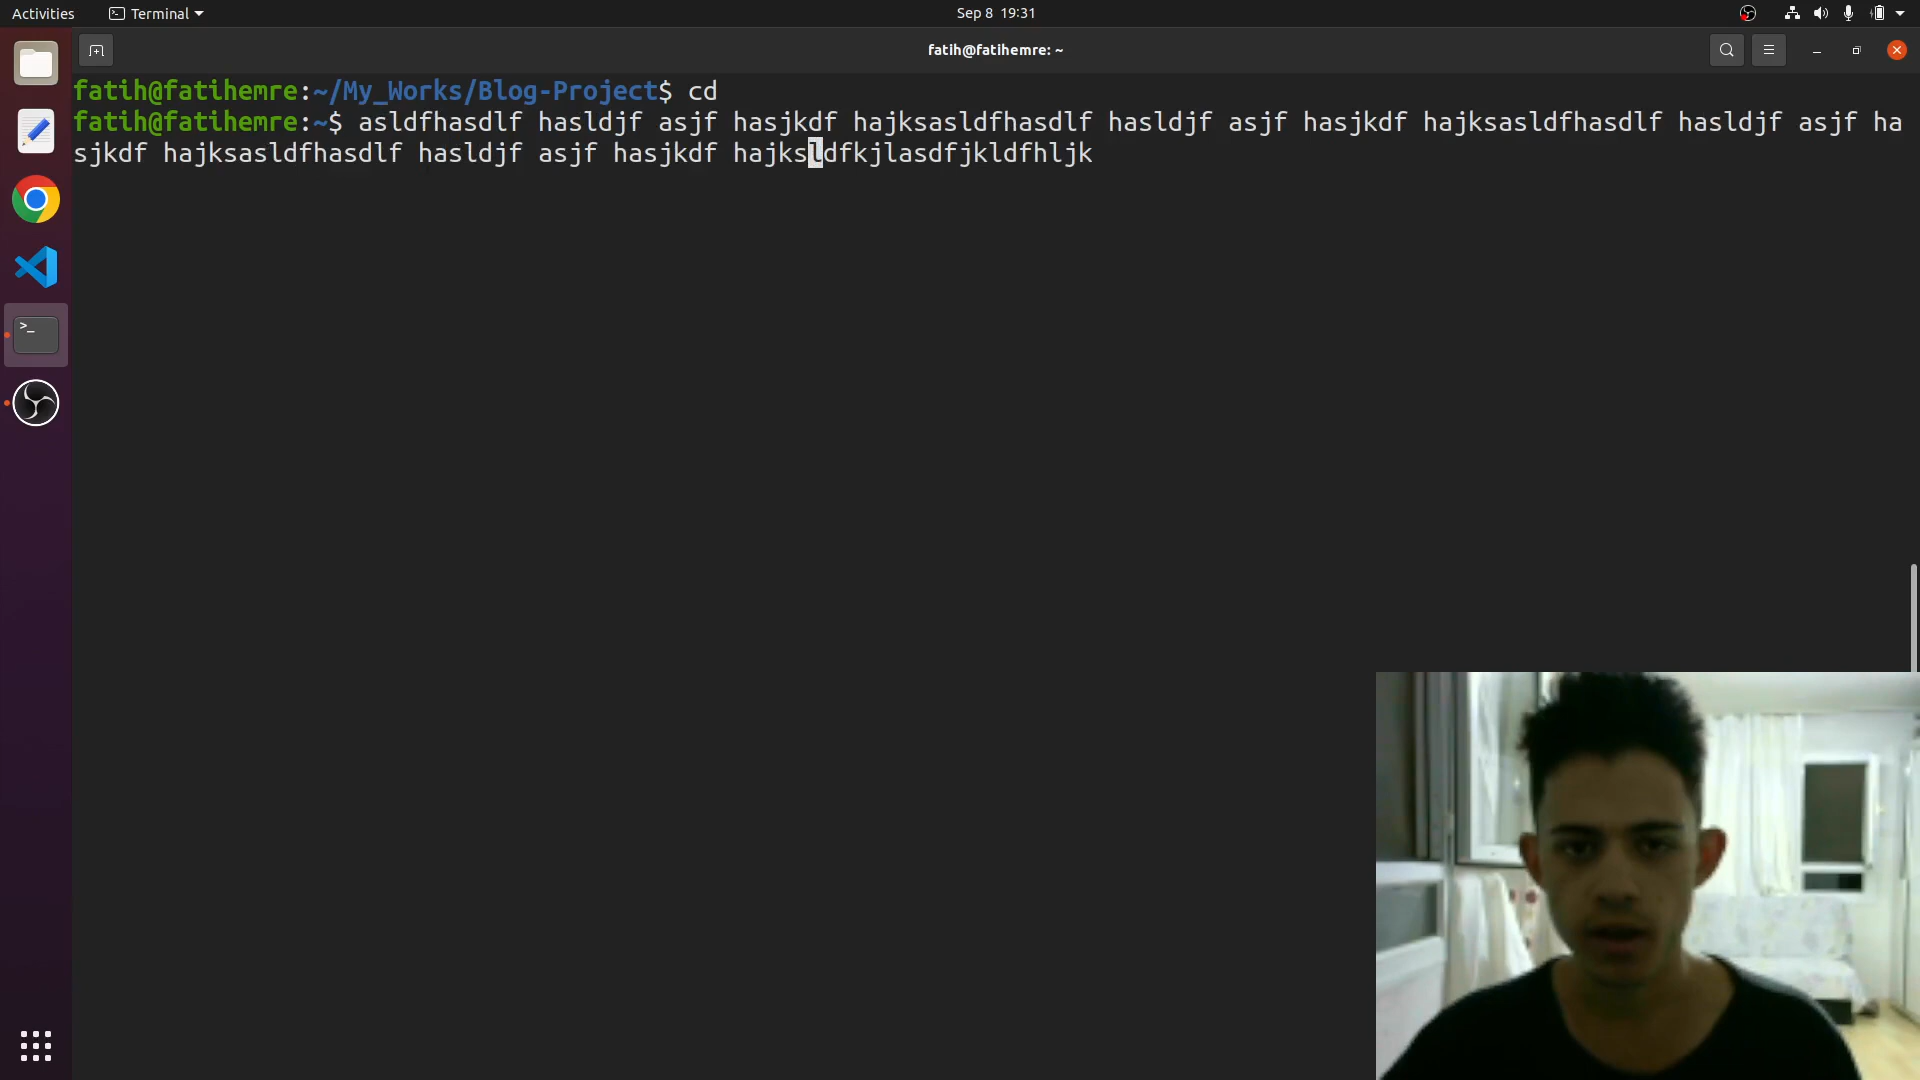 Activities Terminal Sep 8 19:31
fatih@fatihemre: ~
fatih@fatihemre:~/My_Works/Blog-Project$ cd
fatih@fatihemre:~$ asldfhasdlf hasldjf asjf hasjkdf hajksasldfhasdlf hasldjf asjf hasjkdf hajksasldfhasdlf hasldjf asjf ha
sjkdf hajksasldfhasdlf hasldjf asjf hasjkdf hajksldfkjlasdfjkldfhljk
>_